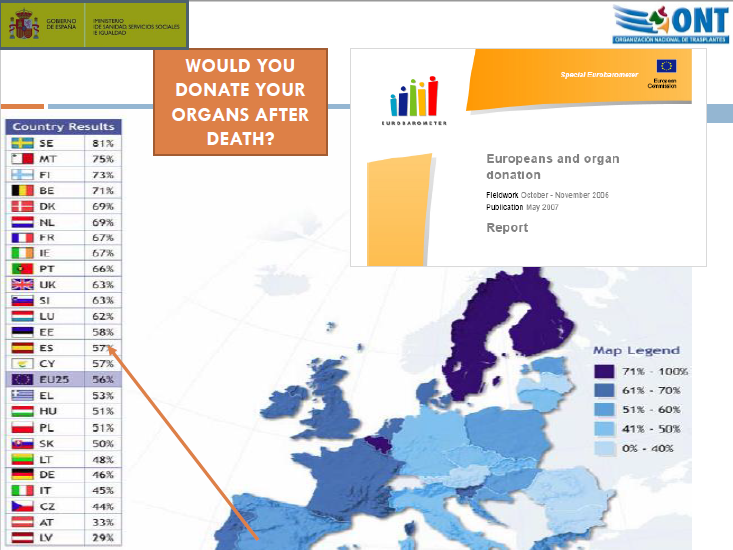 GOBIERNO
DE ESPAÑA
MINISTERIO
DE SANIDAD, SERVICIOS SOCIALES
E IGUALDAD
ONT
ORGANIZACIÓN NACIONAL DE TRASPLANTES
WOULD YOU
DONATE YOUR
ORGANS AFTER
DEATH?
Special Eurobarometer
European
Commission
EUROBAROMETER
Europeans and organ
donation
Fieldwork October - November 2006
Publication May 2007
Report
Country Results
SE 81%
MT 75%
FI 73%
BE 71%
DK 69%
NL 69%
FR 67%
IE 67%
PT 66%
UK 63%
SI 63%
LU 62%
EE 58%
ES 57%
CY 57%
EU25 56%
EL 53%
HU 51%
PL 51%
SK 50%
LT 48%
DE 46%
IT 45%
CZ 44%
AT 33%
LV 29%
Map Legend
71% - 100%
61% - 70%
51% - 60%
41% - 50%
0% - 40%